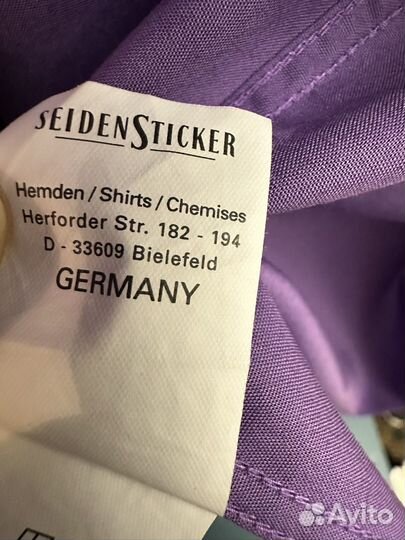 SEIDENSTICKER
Hemden / Shirts / Chemises
Herforder Str. 182 - 194
D - 33609 Bielefeld
GERMANY
Avito